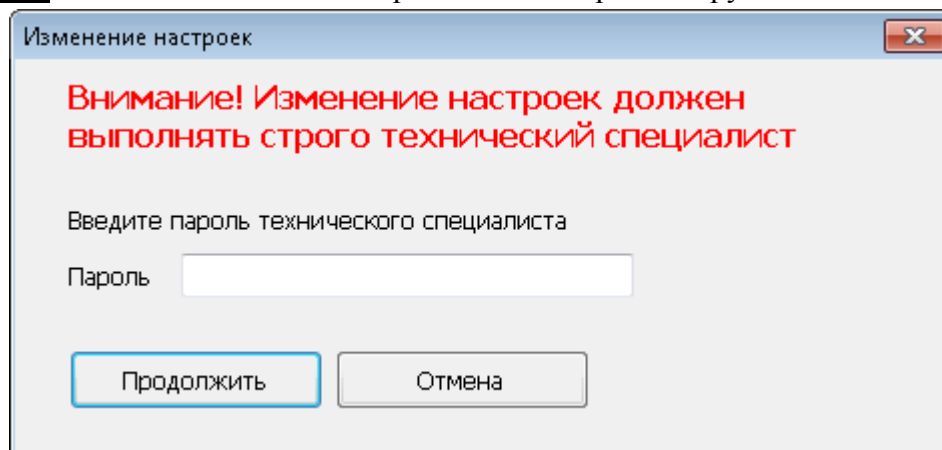 Изменение настроек
Внимание! Изменение настроек должен
выполнять строго технический специалист
Введите пароль технического специалиста
Пароль
Продолжить
Отмена